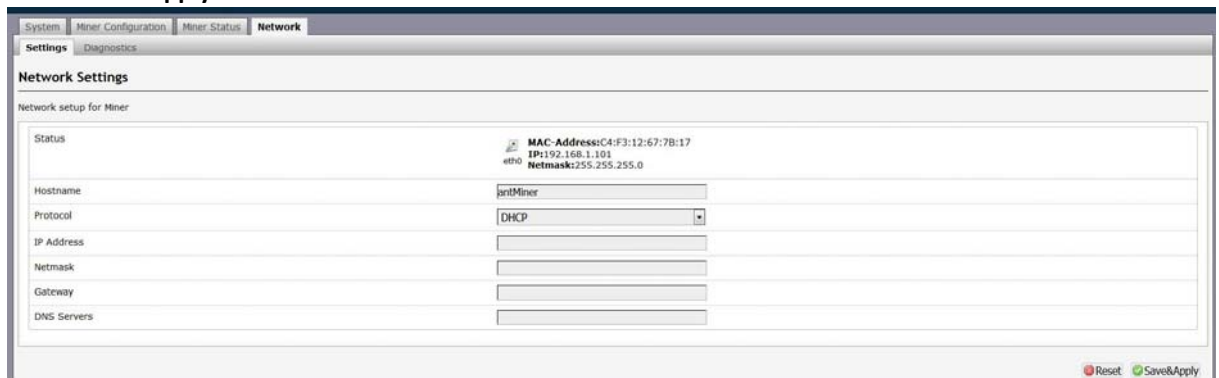 System Miner Configuration Miner Status Network
Settings Diagnostics
Network Settings
Network setup for Miner
Status
MAC-Address:C4:F3:12:67:7B:17
IP:192.168.1.101
eth0
Netmask:255.255.255.0
Hostname antMiner
Protocol DHCP
IP Address
Netmask
Gateway
DNS Servers
Reset Save&Apply